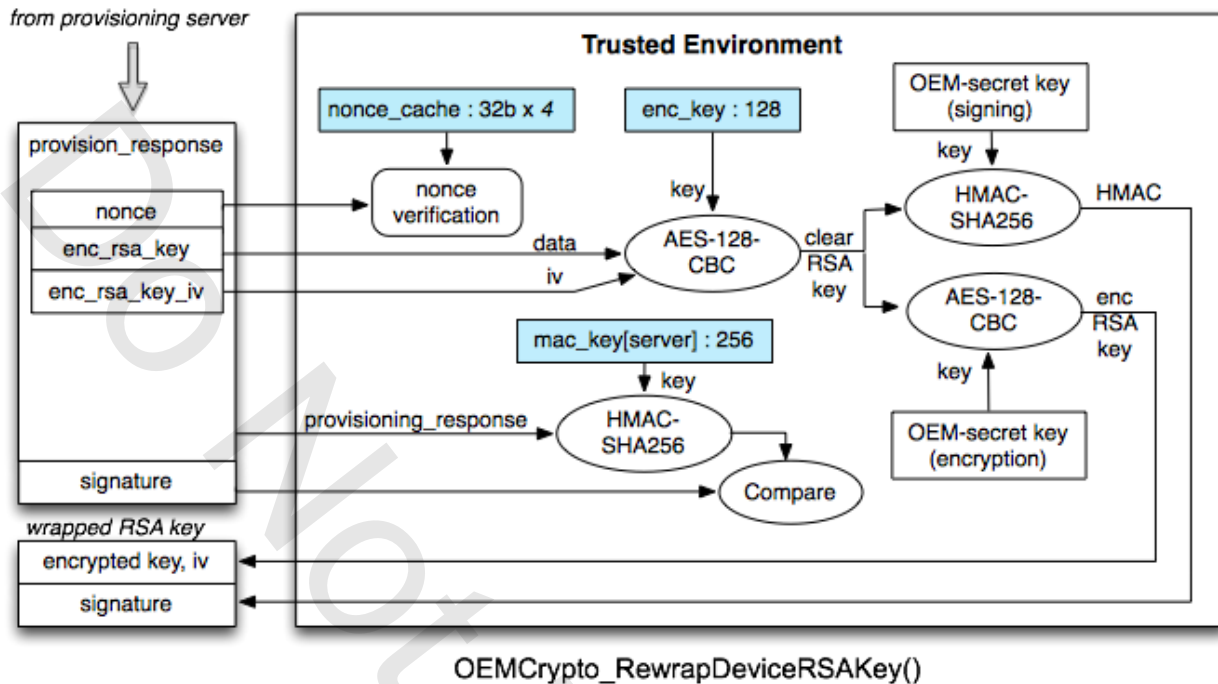 from provisioning server
Trusted Environment
provision_response
nonce
enc_rsa_key
enc_rsa_key_iv
signature
nonce_cache : 32b x 4
nonce
verification
enc_key : 128
key
OEM-secret key
(signing)
key
HMAC-
SHA256
HMAC
data
iv
AES-128-
CBC
clear
RSA
key
AES-128-
CBC
enc
RSA
key
key
OEM-secret key
(encryption)
mac_key[server] : 256
key
provisioning_response
HMAC-
SHA256
Compare
wrapped RSA key
encrypted key, iv
signature
OEMCrypto_RewrapDeviceRSAKey()
Do Not